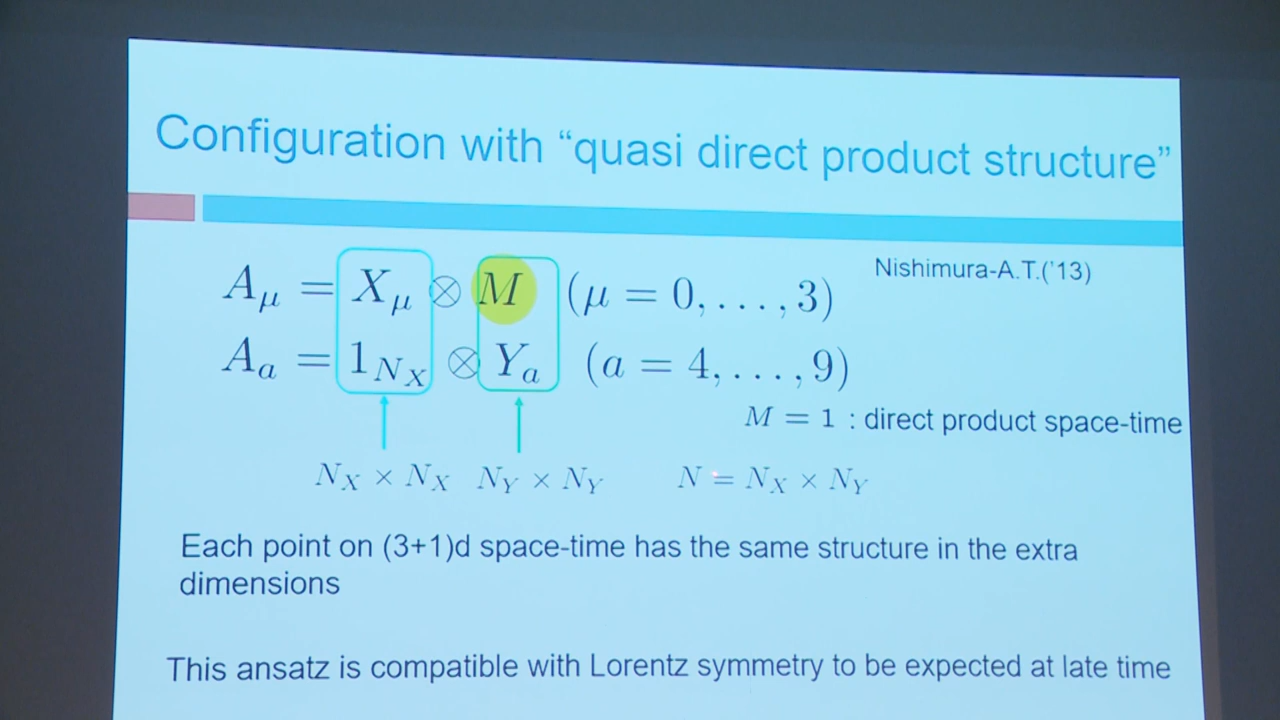 Configuration with “quasi direct product structure”
Nishimura-A.T.('13)
A_μ = X_μ ⊗ M (μ = 0, . . . , 3)
A_a = 1_{N_X} ⊗ Y_a (a = 4, . . . , 9)
M = 1 : direct product space-time
N_X × N_X N_Y × N_Y N = N_X × N_Y
Each point on (3+1)d space-time has the same structure in the extra
dimensions
This ansatz is compatible with Lorentz symmetry to be expected at late time